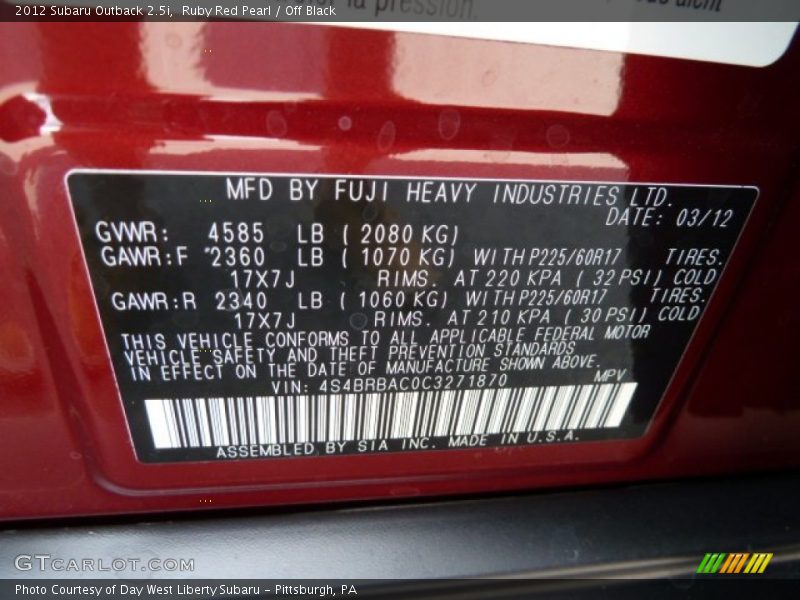 2012 Subaru Outback 2.5i, Ruby Red Pearl / Off Black
la pression.
MFD BY FUJI HEAVY INDUSTRIES LTD.
DATE: 03/12
GVWR: 4585 LB ( 2080 KG)
GAWR:F *2360 LB ( 1070 KG) WITH P225/60R17 TIRES.
17X7J RIMS. AT 220 KPA ( 32 PSI) COLD
GAWR:R 2340 LB ( 1060 KG) WITH P225/60R17 TIRES.
17X7J RIMS. AT 210 KPA ( 30 PSI) COLD
THIS VEHICLE CONFORMS TO ALL APPLICABLE FEDERAL MOTOR
VEHICLE SAFETY AND THEFT PREVENTION STANDARDS
IN EFFECT ON THE DATE OF MANUFACTURE SHOWN ABOVE.
VIN: 4S4BRBAC0C3271870 MPV
ASSEMBLED BY SIA INC. MADE IN U.S.A.
GTCARLOT.COM
Photo Courtesy of Day West Liberty Subaru - Pittsburgh, PA